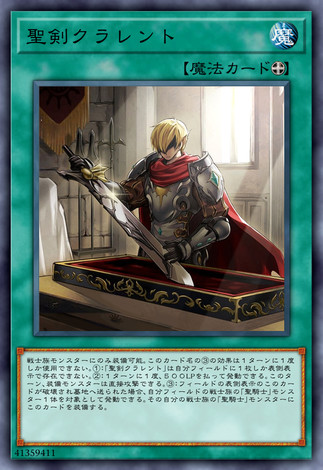 聖剣クラレント
魔
【魔法カード】
戦士族モンスターにのみ装備可能。このカード名の③の効果は１ターンに１度
しか使用できない。①：「聖剣クラレント」は自分フィールドに１枚しか表側表
示で存在できない。②：１ターンに１度、５００ＬＰを払って発動できる。このタ
ーン、装備モンスターは直接攻撃できる。③：フィールドの表側表示のこのカード
が破壊され墓地へ送られた場合、自分フィールドの戦士族の「聖騎士」モンスタ
ー１体を対象として発動できる。その自分の戦士族の「聖騎士」モンスターに
このカードを装備する。
41359411